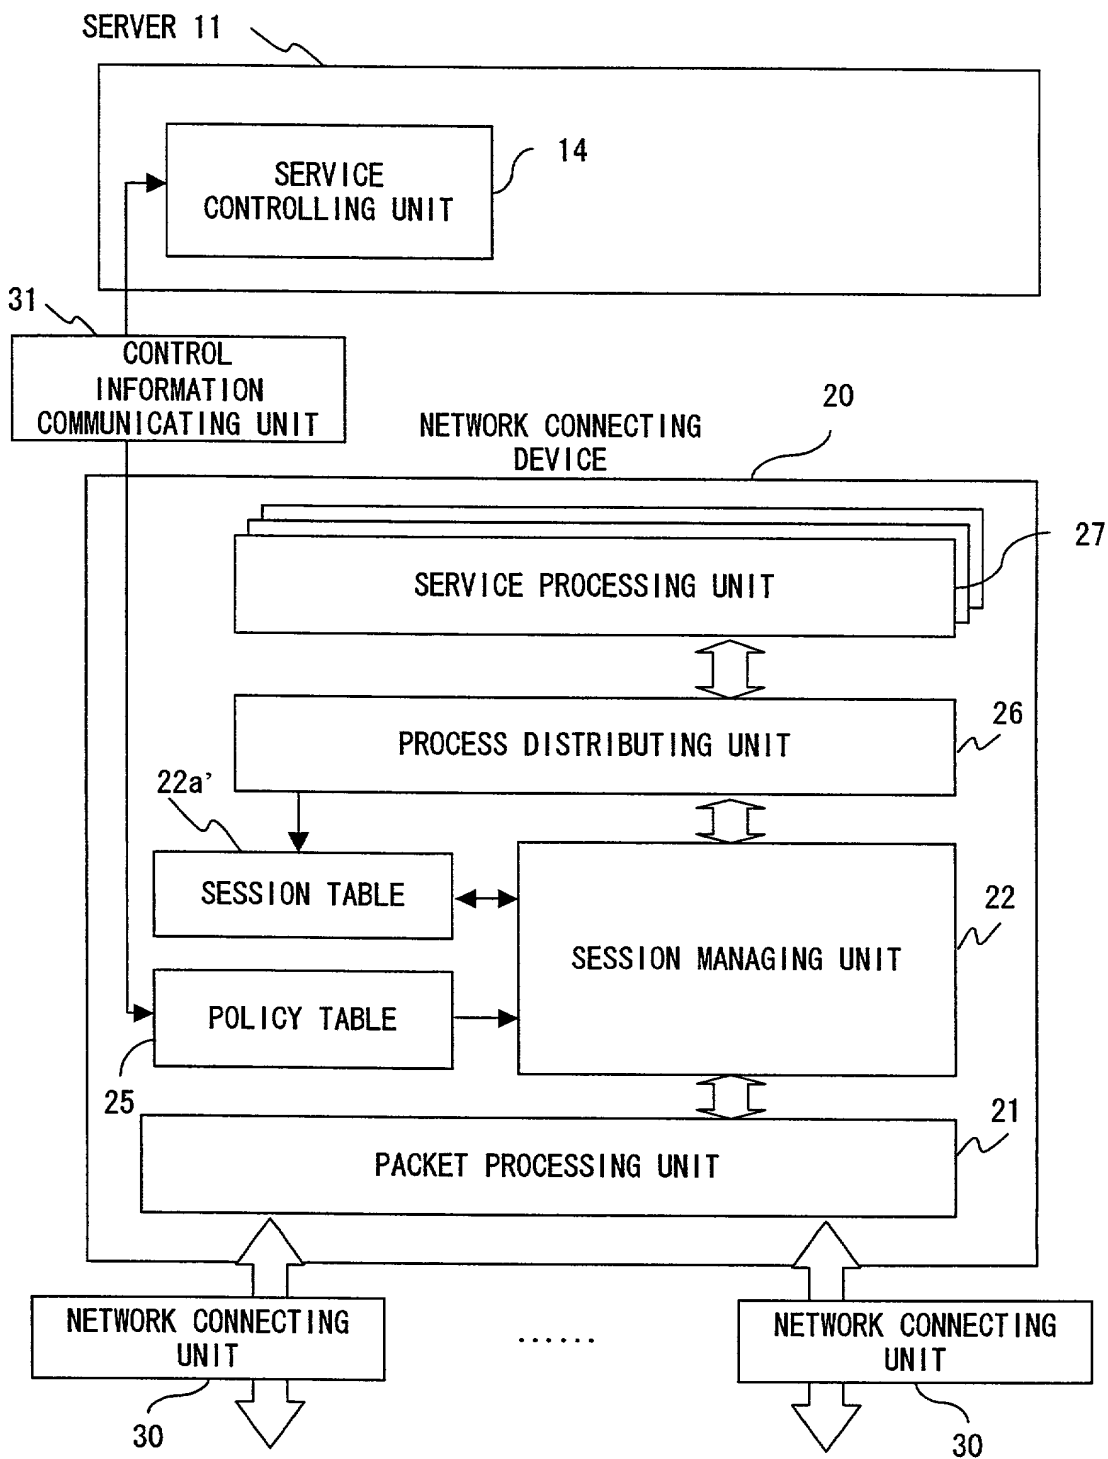 SERVER 11
14
SERVICE
CONTROLLING UNIT
31
CONTROL
INFORMATION
COMMUNICATING UNIT
20
NETWORK CONNECTING
DEVICE
27
SERVICE PROCESSING UNIT
26
PROCESS DISTRIBUTING UNIT
22a'
SESSION TABLE
22
SESSION MANAGING UNIT
POLICY TABLE
25
21
PACKET PROCESSING UNIT
NETWORK CONNECTING
UNIT
......
NETWORK CONNECTING
UNIT
30
30